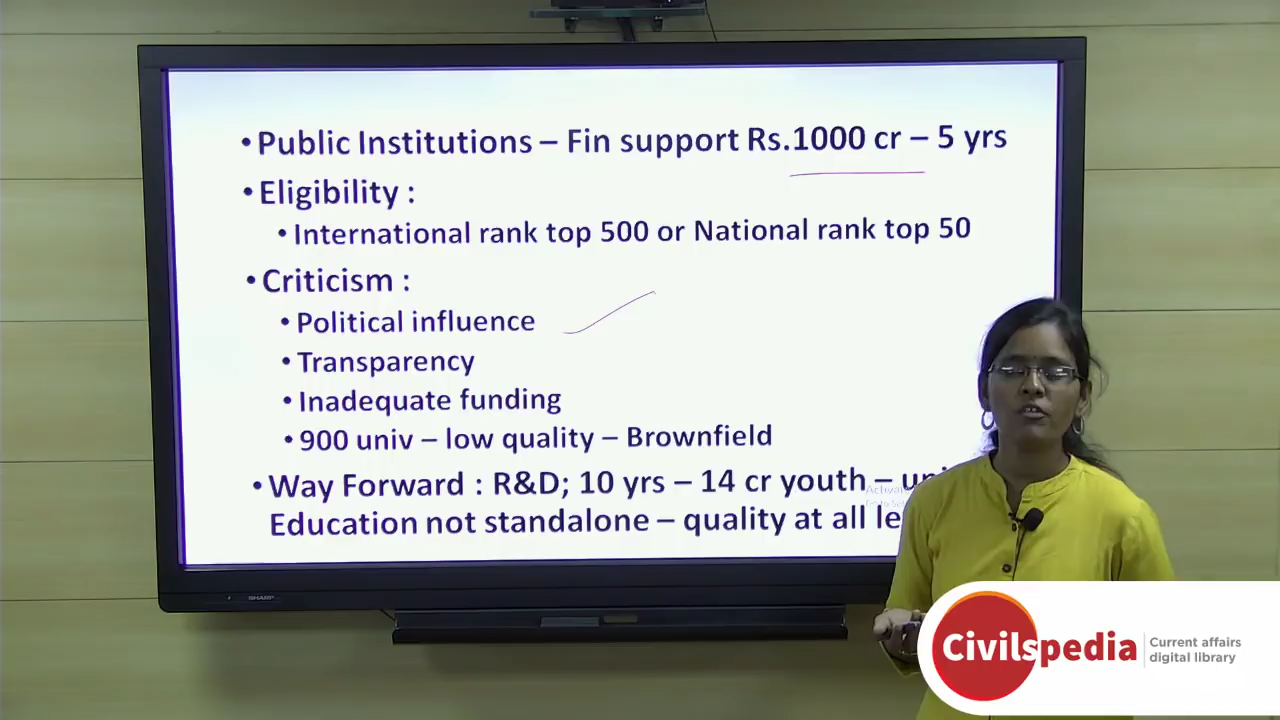 • Public Institutions – Fin support Rs.1000 cr – 5 yrs
• Eligibility :
• International rank top 500 or National rank top 50
• Criticism :
• Political influence
• Transparency
• Inadequate funding
• 900 univ – low quality – Brownfield
• Way Forward : R&D; 10 yrs – 14 cr youth –
Education not standalone – quality at all
SHARP
Civilspedia
Current affairs
digital library